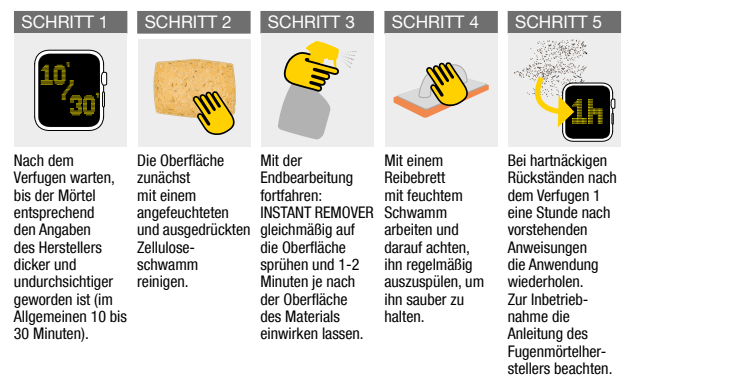 SCHRITT 1
10'/30'
Nach dem
Verfugen warten,
bis der Mörtel
entsprechend
den Angaben
des Herstellers
dicker und
undurchsichtiger
geworden ist (im
Allgemeinen 10 bis
30 Minuten).
SCHRITT 2
Die Oberfläche
zunächst
mit einem
angefeuchteten
und ausgedrückten
Zellulose-
schwamm
reinigen.
SCHRITT 3
Mit der
Endbearbeitung
fortfahren:
INSTANT REMOVER
gleichmäßig auf
die Oberfläche
sprühen und 1-2
Minuten je nach
der Oberfläche
des Materials
einwirken lassen.
SCHRITT 4
Mit einem
Reibebrett
mit feuchtem
Schwamm
arbeiten und
darauf achten,
ihn regelmäßig
auszuspülen, um
ihn sauber zu
halten.
SCHRITT 5
1h
Bei hartnäckigen
Rückständen nach
dem Verfugen 1
eine Stunde nach
vorstehenden
Anweisungen
die Anwendung
wiederholen.
Zur Inbetrieb-
nahme die
Anleitung des
Fugenmörtelher-
stellers beachten.